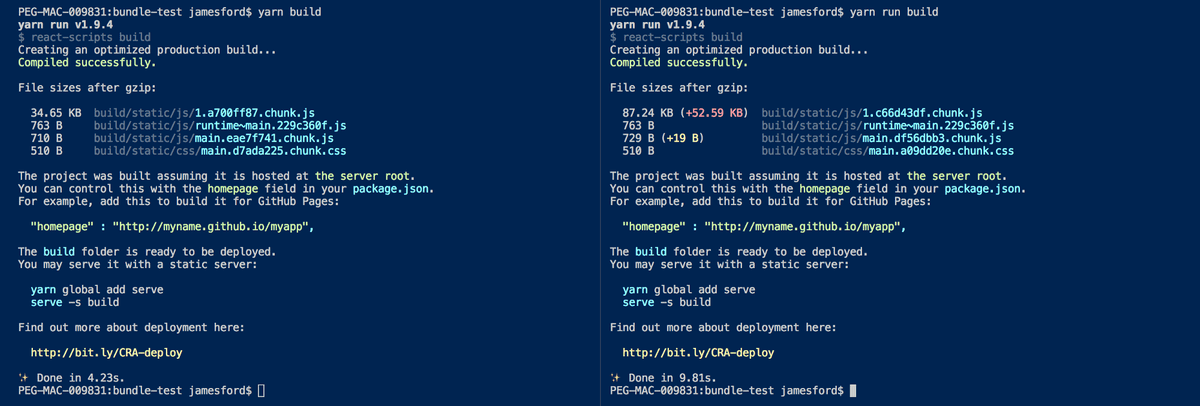 PEG-MAC-009831:bundle-test jamesford$ yarn build
yarn run v1.9.4
$ react-scripts build
Creating an optimized production build...
Compiled successfully.

File sizes after gzip:

  34.65 KB  build/static/js/1.a700ff87.chunk.js
  763 B     build/static/js/runtime~main.229c360f.js
  710 B     build/static/js/main.eae7f741.chunk.js
  510 B     build/static/css/main.d7ada225.chunk.css

The project was built assuming it is hosted at the server root.
You can control this with the homepage field in your package.json.
For example, add this to build it for GitHub Pages:

  "homepage" : "http://myname.github.io/myapp",

The build folder is ready to be deployed.
You may serve it with a static server:

  yarn global add serve
  serve -s build

Find out more about deployment here:

  http://bit.ly/CRA-deploy

✨ Done in 4.23s.
PEG-MAC-009831:bundle-test jamesford$
PEG-MAC-009831:bundle-test jamesford$ yarn run build
yarn run v1.9.4
$ react-scripts build
Creating an optimized production build...
Compiled successfully.

File sizes after gzip:

  87.24 KB (+52.59 KB)  build/static/js/1.c66d43df.chunk.js
  763 B                 build/static/js/runtime~main.229c360f.js
  729 B (+19 B)         build/static/js/main.df56dbb3.chunk.js
  510 B                 build/static/css/main.a09dd20e.chunk.css

The project was built assuming it is hosted at the server root.
You can control this with the homepage field in your package.json.
For example, add this to build it for GitHub Pages:

  "homepage" : "http://myname.github.io/myapp",

The build folder is ready to be deployed.
You may serve it with a static server:

  yarn global add serve
  serve -s build

Find out more about deployment here:

  http://bit.ly/CRA-deploy

✨ Done in 9.81s.
PEG-MAC-009831:bundle-test jamesford$